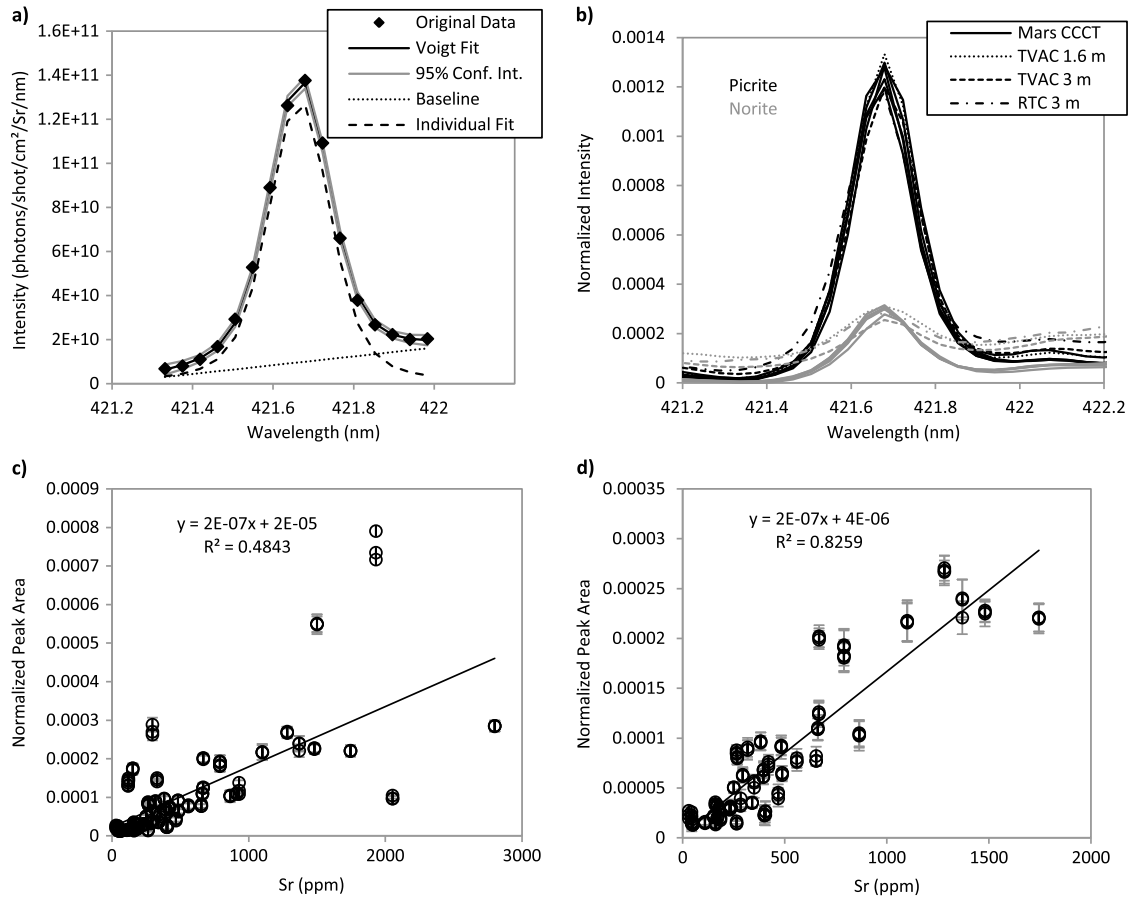 a)
Original Data
Voigt Fit
95% Conf. Int.
Baseline
Individual Fit
1.6E+11
1.4E+11
1.2E+11
1E+11
8E+10
6E+10
4E+10
2E+10
0
Intensity (photons/shot/cm²/Sr/nm)
421.2 421.4 421.6 421.8 422
Wavelength (nm)
b)
Mars CCCT
TVAC 1.6 m
TVAC 3 m
RTC 3 m
Picrite
Norite
0.0014
0.0012
0.001
0.0008
0.0006
0.0004
0.0002
0
Normalized Intensity
421.2 421.4 421.6 421.8 422 422.2
Wavelength (nm)
c)
y = 2E-07x + 2E-05
R² = 0.4843
0.0009
0.0008
0.0007
0.0006
0.0005
0.0004
0.0003
0.0002
0.0001
0
Normalized Peak Area
0 1000 2000 3000
Sr (ppm)
d)
y = 2E-07x + 4E-06
R² = 0.8259
0.00035
0.0003
0.00025
0.0002
0.00015
0.0001
0.00005
0
Normalized Peak Area
0 500 1000 1500 2000
Sr (ppm)